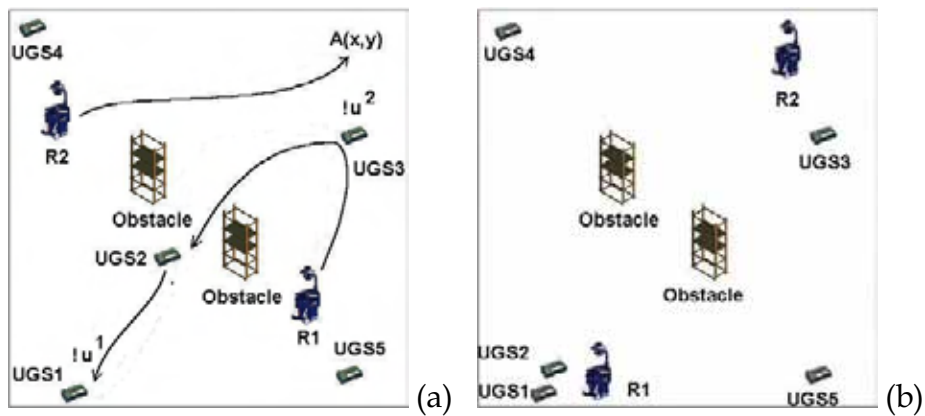 UGS4
A(x,y)
!u²
R2
UGS3
Obstacle
UGS2
Obstacle
R1
!u¹
UGS5
UGS1
(a)
UGS4
R2
UGS3
Obstacle
Obstacle
UGS2
UGS1
R1
UGS5
(b)